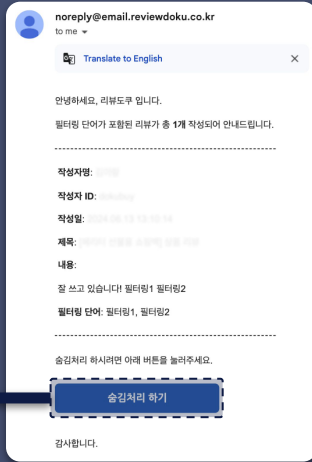 noreply@email.reviewdoku.co.kr
to me
Translate to English
안녕하세요, 리뷰도쿠 입니다.
필터링 단어가 포함된 리뷰가 총 1개 작성되어 안내드립니다.
작성자명:
작성자 ID:
작성일:
제목:
내용:
잘 쓰고 있습니다! 필터링1 필터링2
필터링 단어: 필터링1, 필터링2
숨김처리 하시려면 아래 버튼을 눌러주세요.
숨김처리 하기
감사합니다.